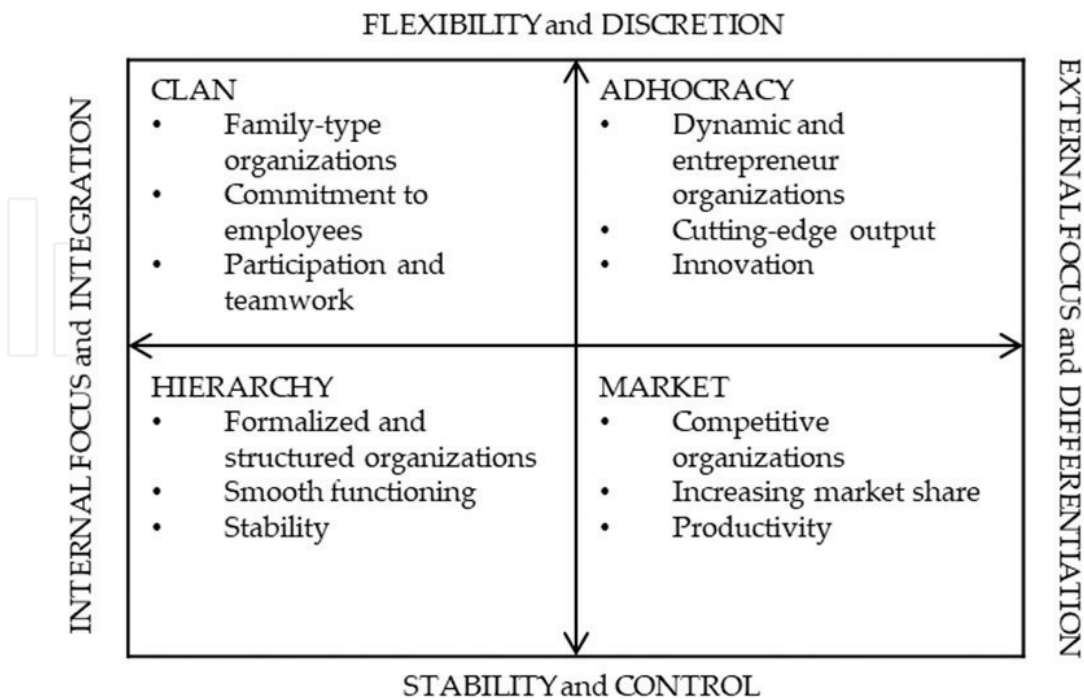 FLEXIBILITY and DISCRETION
INTERNAL FOCUS and INTEGRATION
CLAN
• Family-type
organizations
• Commitment to
employees
• Participation and
teamwork
ADHOCRACY
• Dynamic and
entrepreneur
organizations
• Cutting-edge output
• Innovation
HIERARCHY
• Formalized and
structured organizations
• Smooth functioning
• Stability
MARKET
• Competitive
organizations
• Increasing market share
• Productivity
EXTERNAL FOCUS and DIFFERENTIATION
STABILITY and CONTROL